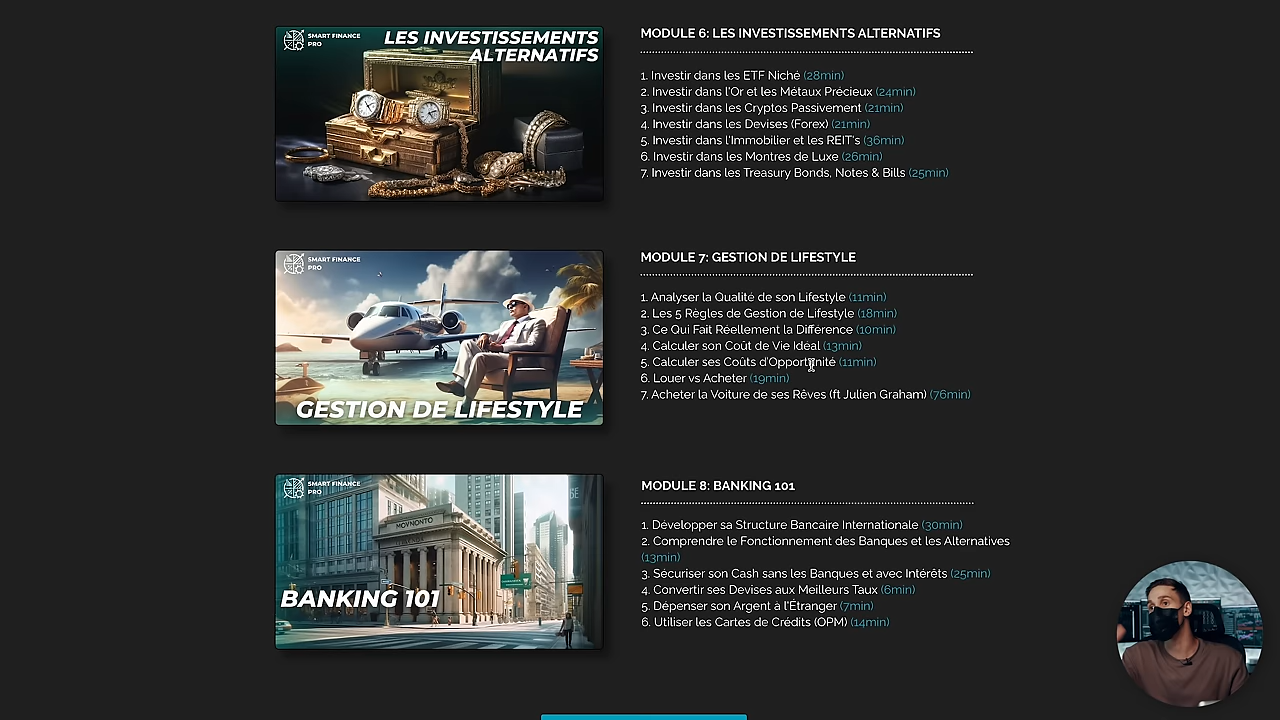 SMART FINANCE
PRO
LES INVESTISSEMENTS
ALTERNATIFS
MODULE 6: LES INVESTISSEMENTS ALTERNATIFS
1. Investir dans les ETF Niché (28min)
2. Investir dans l'Or et les Métaux Précieux (24min)
3. Investir dans les Cryptos Passivement (21min)
4. Investir dans les Devises (Forex) (21min)
5. Investir dans l'Immobilier et les REIT's (36min)
6. Investir dans les Montres de Luxe (26min)
7. Investir dans les Treasury Bonds, Notes & Bills (25min)
SMART FINANCE
PRO
GESTION DE LIFESTYLE
MODULE 7: GESTION DE LIFESTYLE
1. Analyser la Qualité de son Lifestyle (11min)
2. Les 5 Règles de Gestion de Lifestyle (18min)
3. Ce Qui Fait Réellement la Différence (10min)
4. Calculer son Coût de Vie Idéal (13min)
5. Calculer ses Coûts d'Opportunité (11min)
6. Louer vs Acheter (19min)
7. Acheter la Voiture de ses Rêves (ft Julien Graham) (76min)
SMART FINANCE
PRO
MOVNONTO
BANKING 101
MODULE 8: BANKING 101
1. Développer sa Structure Bancaire Internationale (30min)
2. Comprendre le Fonctionnement des Banques et les Alternatives
(13min)
3. Sécuriser son Cash sans les Banques et avec Intérêts (25min)
4. Convertir ses Devises aux Meilleurs Taux (6min)
5. Dépenser son Argent à l'Étranger (7min)
6. Utiliser les Cartes de Crédits (OPM) (14min)